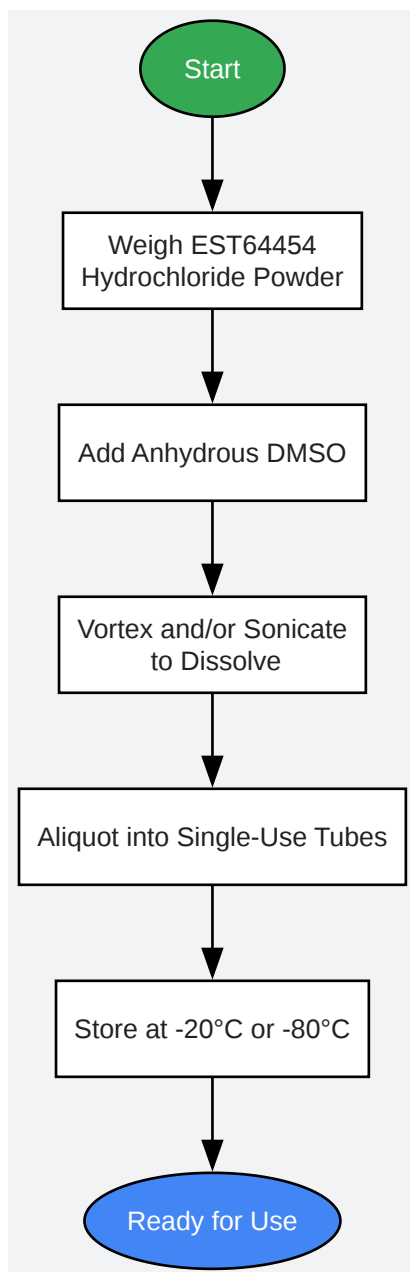 Start
Weigh EST64454
Hydrochloride Powder
Add Anhydrous DMSO
Vortex and/or Sonicate
to Dissolve
Aliquot into Single-Use Tubes
Store at -20°C or -80°C
Ready for Use